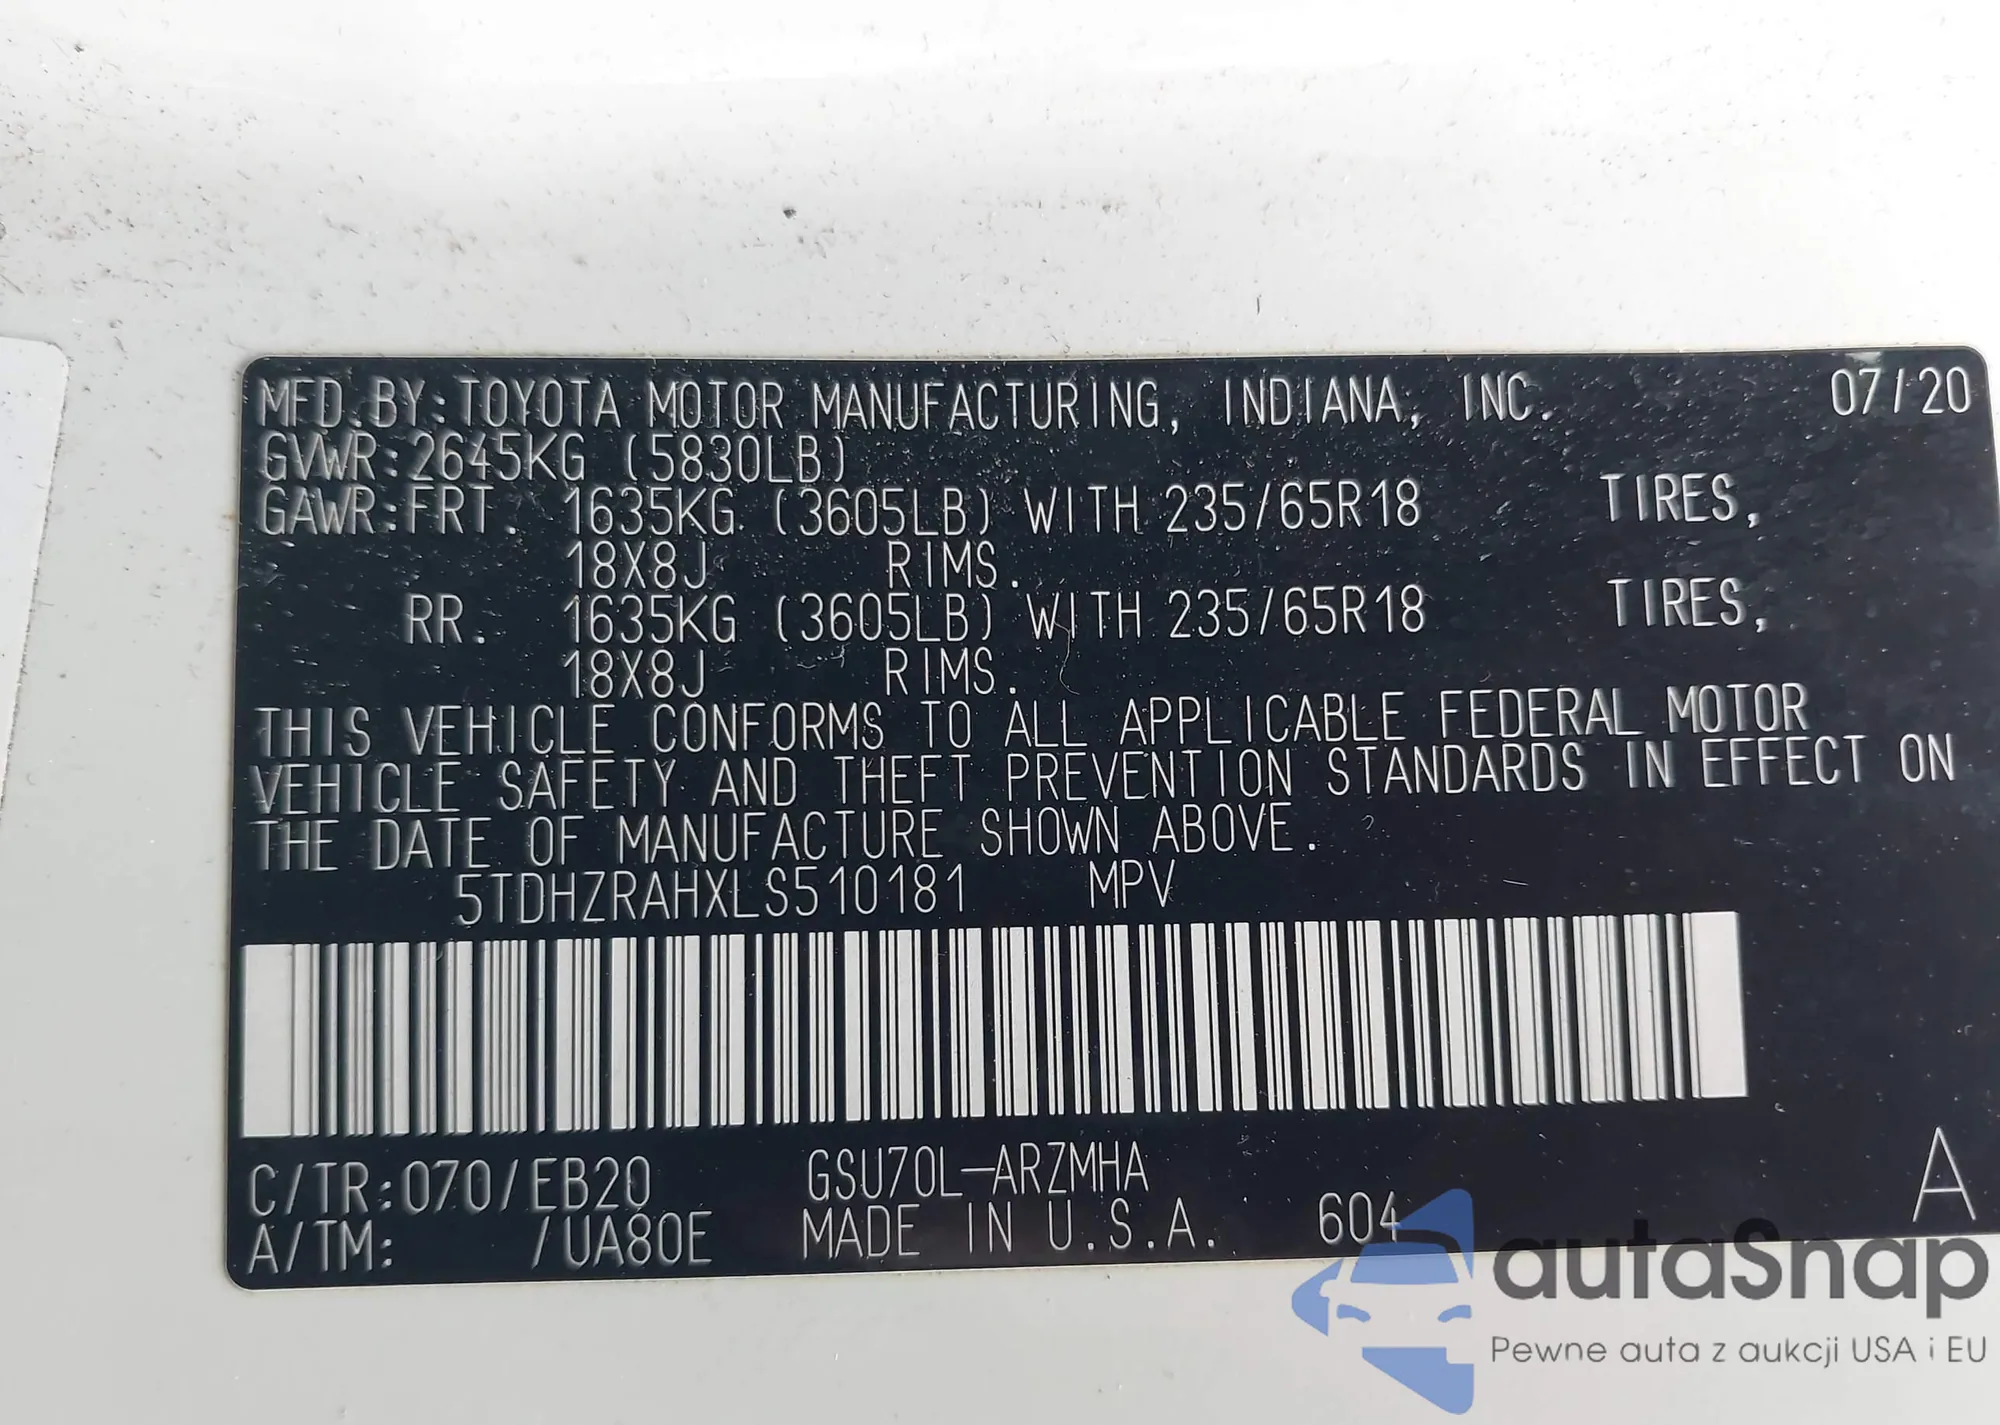 MFD.BY:TOYOTA MOTOR MANUFACTURING, INDIANA, INC. 07/20
GVWR:2645KG (5830LB)
GAWR:FRT. 1635KG (3605LB) WITH 235/65R18 TIRES,
18X8J RIMS.
RR. 1635KG (3605LB) WITH 235/65R18 TIRES,
18X8J RIMS.
THIS VEHICLE CONFORMS TO ALL APPLICABLE FEDERAL MOTOR
VEHICLE SAFETY AND THEFT PREVENTION STANDARDS IN EFFECT ON
THE DATE OF MANUFACTURE SHOWN ABOVE.
5TDHZRAHXLS510181 MPV
C/TR:070/EB20 GSU70L-ARZMHA A
A/TM: /UA80E MADE IN U.S.A. 604
autaSnap
Pewne auta z aukcji USA i EU